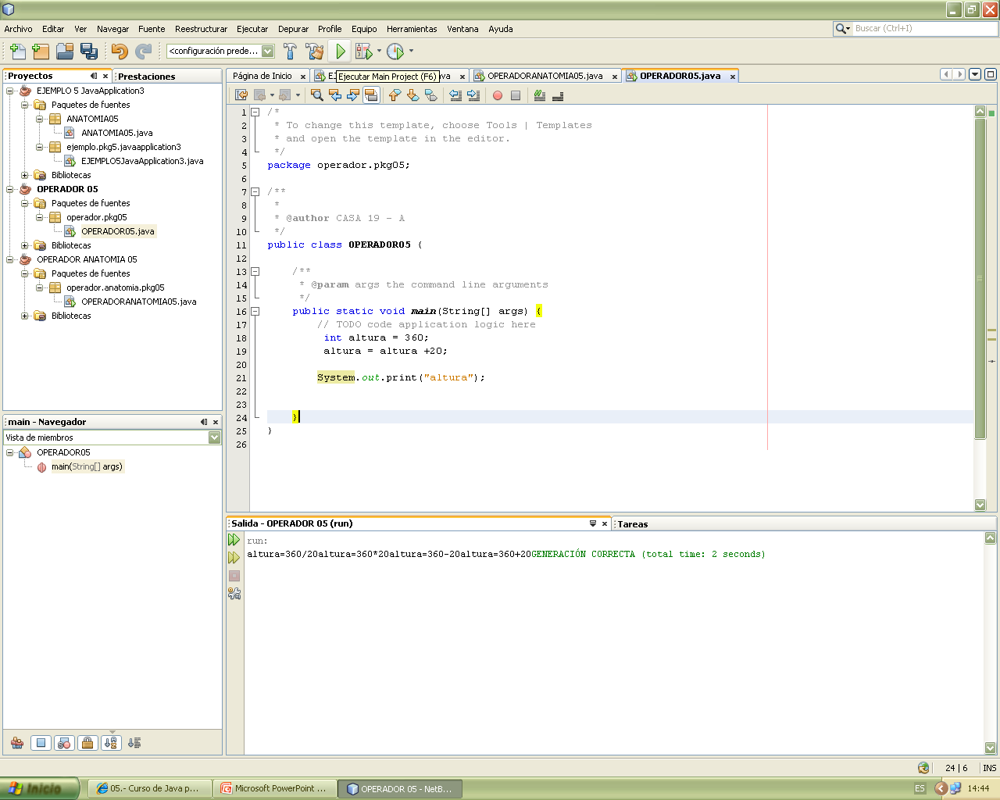 Archivo Editar Ver Navegar Fuente Reestructurar Ejecutar Depurar Profile Equipo Herramientas Ventana Ayuda
Buscar (Ctrl+I)
<configuración prede...
Proyectos
Prestaciones
EJEMPLO 5 JavaApplication3
Paquetes de fuentes
ANATOMIA05
ANATOMIA05.java
ejemplo.pkg5.javaapplication3
EJEMPLO5JavaApplication3.java
Bibliotecas
OPERADOR 05
Paquetes de fuentes
operador.pkg05
OPERADOR05.java
Bibliotecas
OPERADOR ANATOMIA 05
Paquetes de fuentes
operador.anatomia.pkg05
OPERADORANATOMIA05.java
Bibliotecas
main - Navegador
Vista de miembros
OPERADOR05
main(String[] args)
Página de Inicio
Ejecutar Main Project (F6)
OPERADORANATOMIA05.java
OPERADOR05.java
1 /*
2 * To change this template, choose Tools | Templates
3 * and open the template in the editor.
4 */
5 package operador.pkg05;
6
7 /**
8 *
9 * @author CASA 19 - A
10 */
11 public class OPERADOR05 {
12
13 /**
14 * @param args the command line arguments
15 */
16 public static void main(String[] args) {
17 // TODO code application logic here
18 int altura = 360;
19 altura = altura +20;
20
21 System.out.print("altura");
22
23
24 }
25 }
26
Salida - OPERADOR 05 (run)
Tareas
run:
altura=360/20altura=360*20altura=360-20altura=360+20GENERACIÓN CORRECTA (total time: 2 seconds)
24 | 6 INS
Inicio
05.- Curso de Java p...
Microsoft PowerPoint ...
OPERADOR 05 - NetB...
ES
14:44